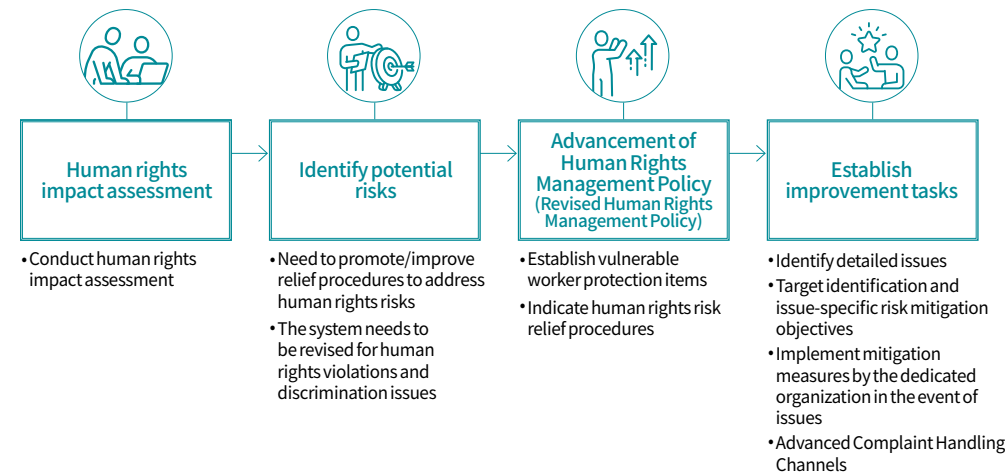 Human rights
impact assessment
• Conduct human rights
impact assessment
Identify potential
risks
• Need to promote/improve
relief procedures to address
human rights risks
• The system needs to
be revised for human
rights violations and
discrimination issues
Advancement of
Human Rights
Management Policy
(Revised Human Rights
Management Policy)
• Establish vulnerable
worker protection items
• Indicate human rights risk
relief procedures
Establish
improvement tasks
• Identify detailed issues
• Target identification and
issue-specific risk mitigation
objectives
• Implement mitigation
measures by the dedicated
organization in the event of
issues
• Advanced Complaint Handling
Channels